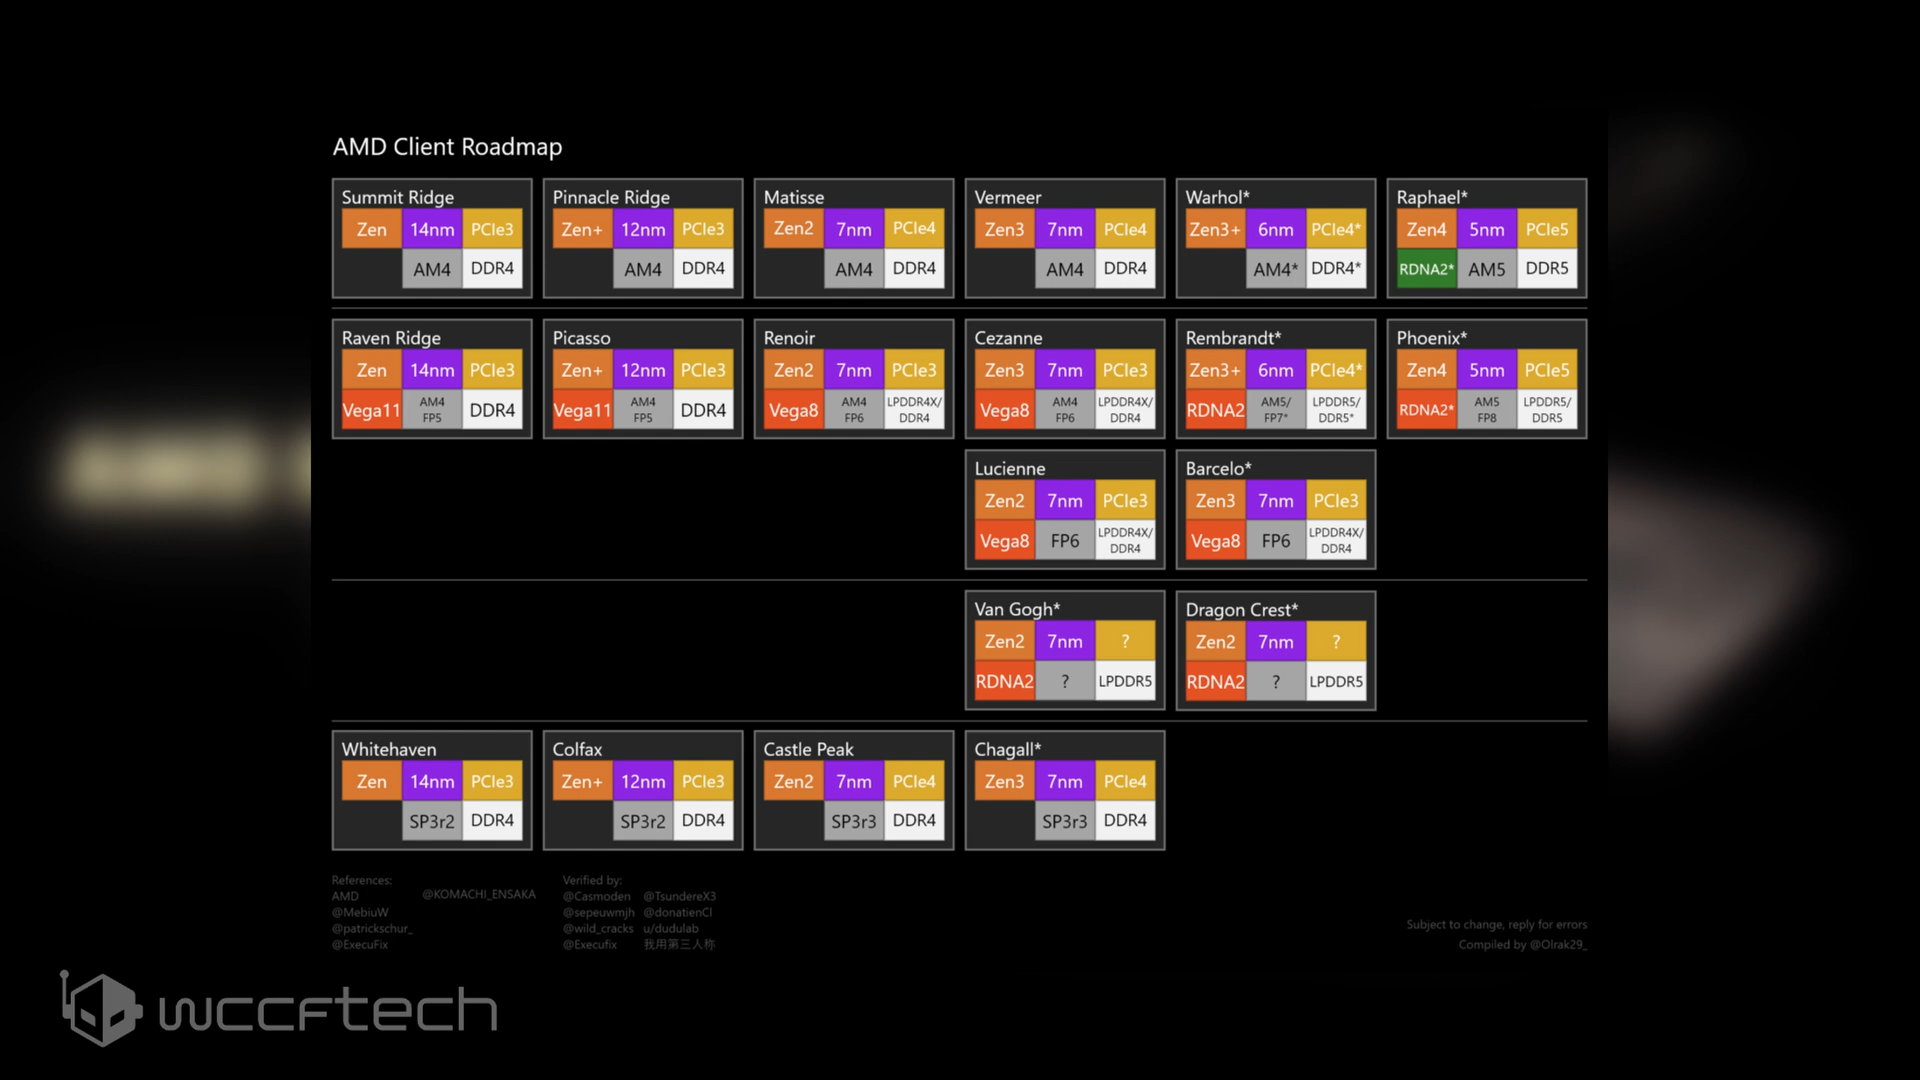 AMD Client Roadmap
Summit Ridge
Zen 14nm PCIe3
AM4 DDR4
Pinnacle Ridge
Zen+ 12nm PCIe3
AM4 DDR4
Matisse
Zen2 7nm PCIe4
AM4 DDR4
Vermeer
Zen3 7nm PCIe4
AM4 DDR4
Warhol*
Zen3+ 6nm PCIe4*
AM4* DDR4*
Raphael*
Zen4 5nm PCIe5
RDNA2* AM5 DDR5
Raven Ridge
Zen 14nm PCIe3
Vega11 AM4 FP5 DDR4
Picasso
Zen+ 12nm PCIe3
Vega11 AM4 FP5 DDR4
Renoir
Zen2 7nm PCIe3
Vega8 AM4 FP6 LPDDR4X/ DDR4
Cezanne
Zen3 7nm PCIe3
Vega8 AM4 FP6 LPDDR4X/ DDR4
Rembrandt*
Zen3+ 6nm PCIe4*
RDNA2 AM5/ FP7* LPDDR5/ DDR5*
Phoenix*
Zen4 5nm PCIe5
RDNA2* AM5 FP8 LPDDR5/ DDR5
Lucienne
Zen2 7nm PCIe3
Vega8 FP6 LPDDR4X/ DDR4
Barcelo*
Zen3 7nm PCIe3
Vega8 FP6 LPDDR4X/ DDR4
Van Gogh*
Zen2 7nm ?
RDNA2 ? LPDDR5
Dragon Crest*
Zen2 7nm ?
RDNA2 ? LPDDR5
Whitehaven
Zen 14nm PCIe3
SP3r2 DDR4
Colfax
Zen+ 12nm PCIe3
SP3r2 DDR4
Castle Peak
Zen2 7nm PCIe4
SP3r3 DDR4
Chagall*
Zen3 7nm PCIe4
SP3r3 DDR4
References:
AMD @KOMACHI_ENSAKA
@MebiuW
@patrickschur_
@ExecuFix
Verified by:
@Casmoden @TsundereX3
@sepeuwmjh @donatienCl
@wild_cracks u/dudulab
@Execufix 我用第三人称
Subject to change, reply for errors
Compiled by @Olrak29_
wccftech